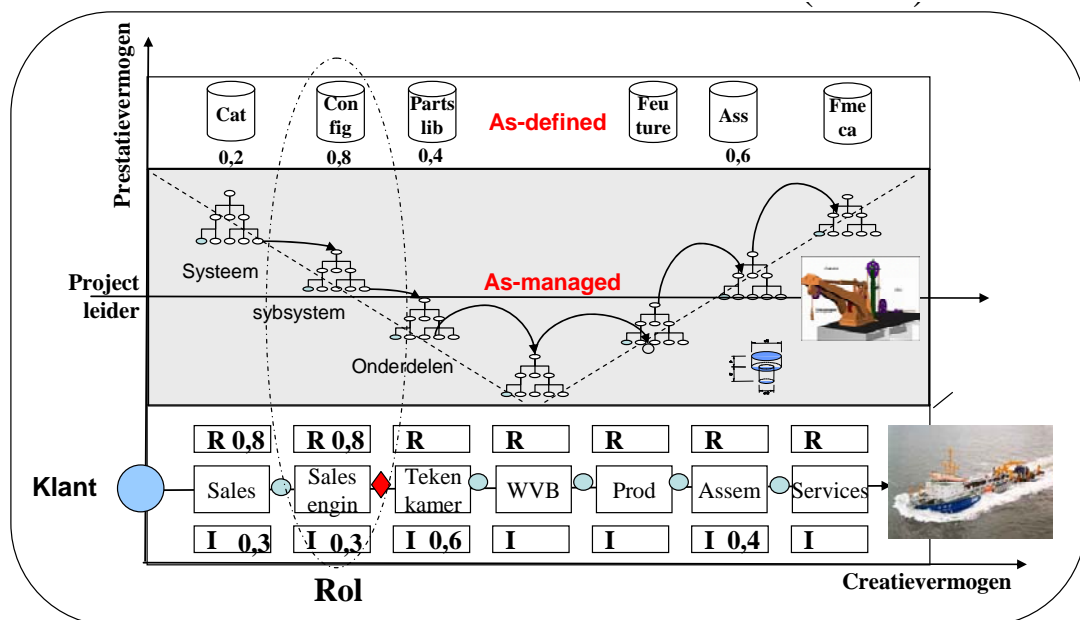 Prestatievermogen
Cat
Con
fig
Parts
lib
As-defined
Feu
ture
Ass
Fme
ca
0,2
0,8
0,4
0,6
Systeem
Project
leider
As-managed
sybsystem
Onderdelen
R 0,8
R 0,8
R
R
R
R
R
Klant
Sales
Sales
engin
Teken
kamer
WVB
Prod
Assem
Services
I 0,3
I 0,3
I 0,6
I
I
I 0,4
I
Rol
Creatievermogen